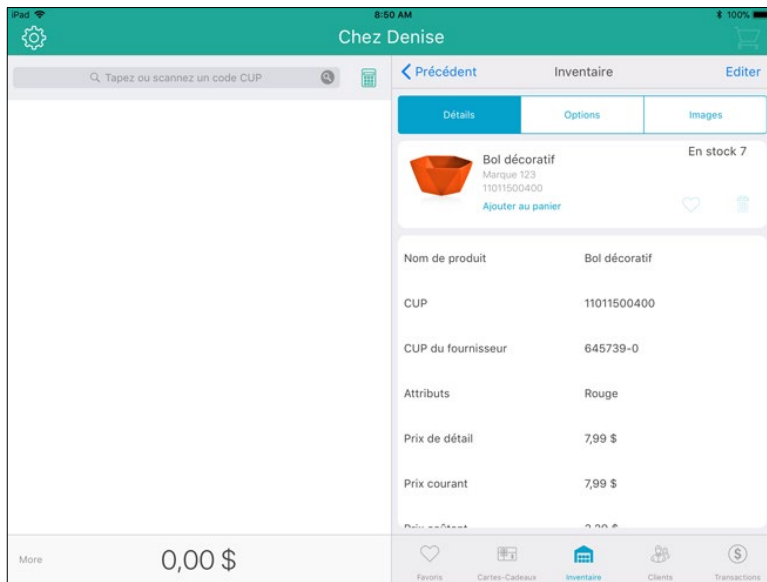 iPad 8:50 AM 100%
Chez Denise
Tapez ou scannez un code CUP
Précédent Inventaire Editer
Détails Options Images
Bol décoratif En stock 7
Marque 123
11011500400
Ajouter au panier
Nom de produit Bol décoratif
CUP 11011500400
CUP du fournisseur 645739-0
Attributs Rouge
Prix de détail 7,99 $
Prix courant 7,99 $
More 0,00 $
Favoris Cartes-Cadeaux Inventaire Clients Transactions